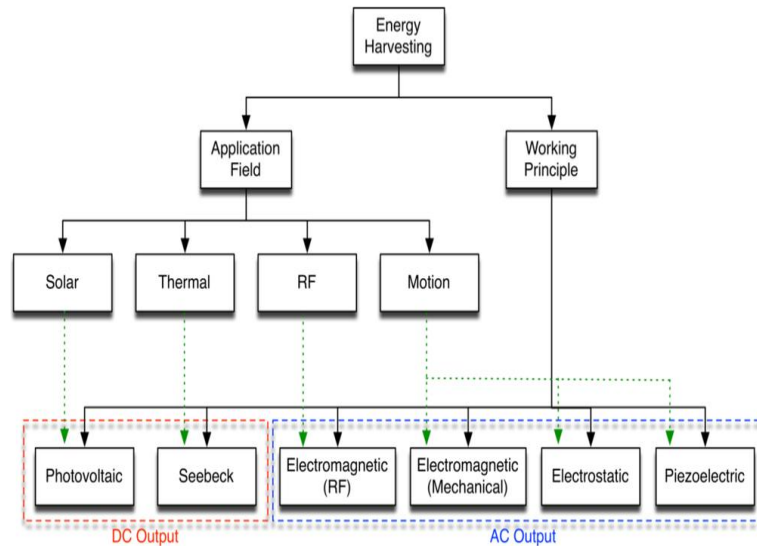 Energy
Harvesting
Application
Field
Working
Principle
Solar
Thermal
RF
Motion
Photovoltaic
Seebeck
Electromagnetic
(RF)
Electromagnetic
(Mechanical)
Electrostatic
Piezoelectric
DC Output
AC Output